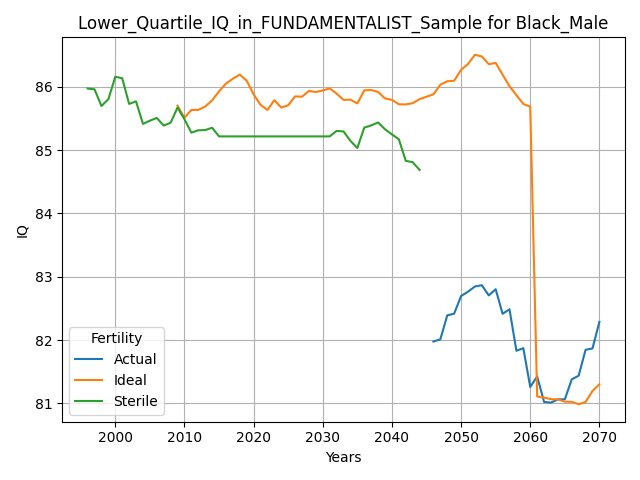 Lower_Quartile_IQ_in_FUNDAMENTALIST_Sample for Black_Male
IQ
86
85
84
83
82
81
Fertility
Actual
Ideal
Sterile
2000 2010 2020 2030 2040 2050 2060 2070
Years